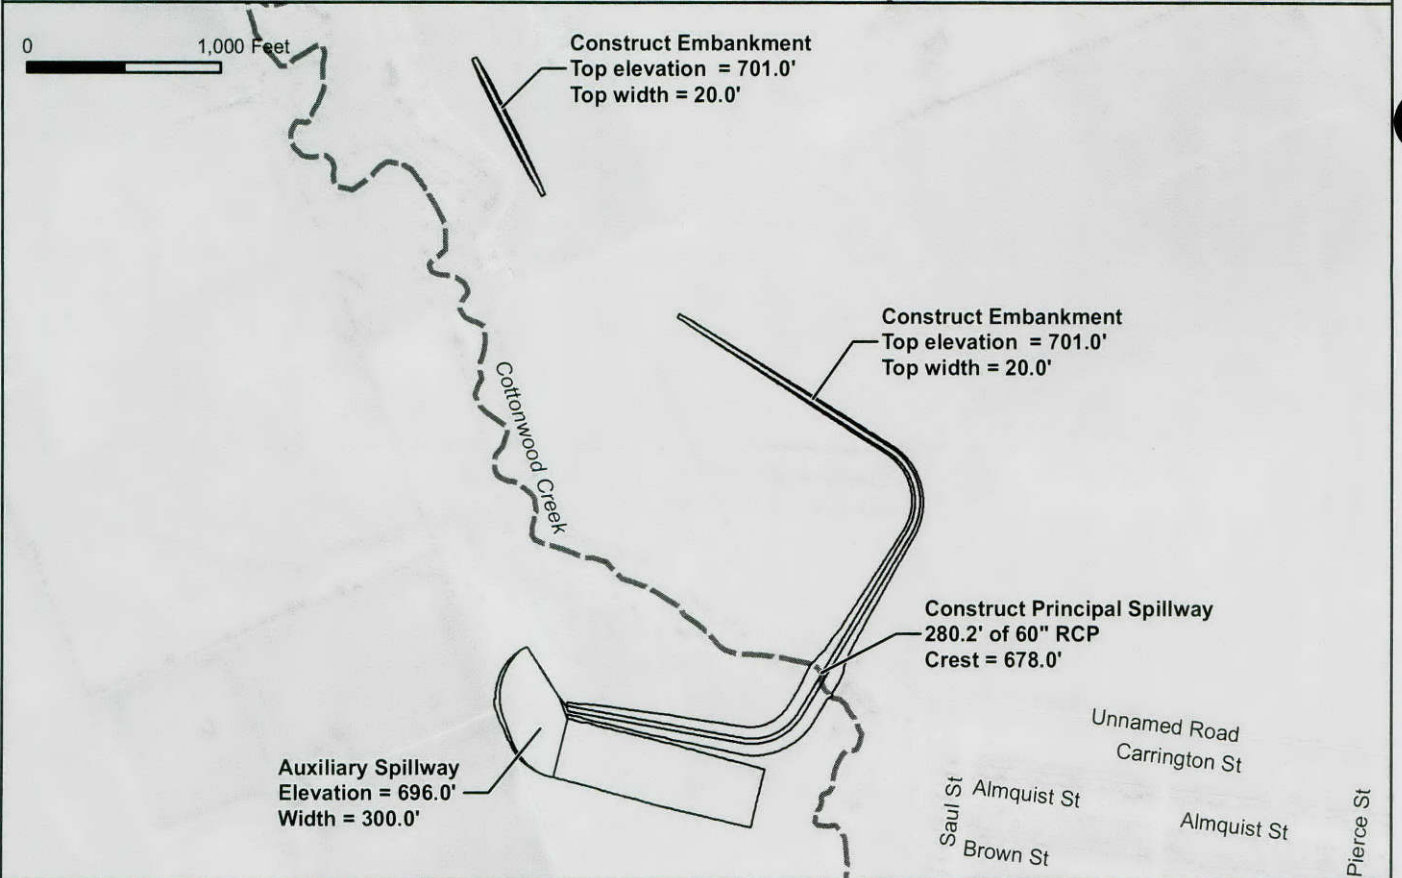 0 1,000 Feet
Construct Embankment
Top elevation = 701.0'
Top width = 20.0'
Construct Embankment
Top elevation = 701.0'
Top width = 20.0'
Cottonwood Creek
Construct Principal Spillway
280.2' of 60" RCP
Crest = 678.0'
Auxiliary Spillway
Elevation = 696.0'
Width = 300.0'
Unnamed Road
Carrington St
Saul St
Almquist St
Almquist St
Brown St
Pierce St